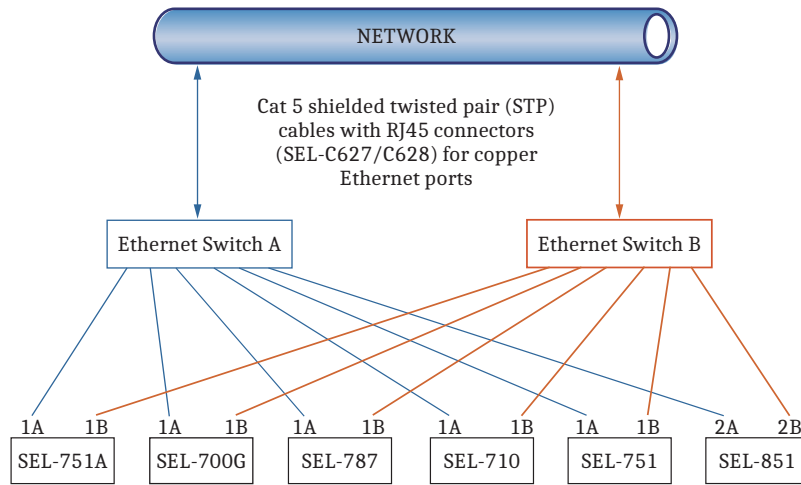 NETWORK
Cat 5 shielded twisted pair (STP)
cables with RJ45 connectors
(SEL-C627/C628) for copper
Ethernet ports
Ethernet Switch A
Ethernet Switch B
1A 1B 1A 1B 1A 1B 1A 1B 1A 1B 2A 2B
SEL-751A SEL-700G SEL-787 SEL-710 SEL-751 SEL-851